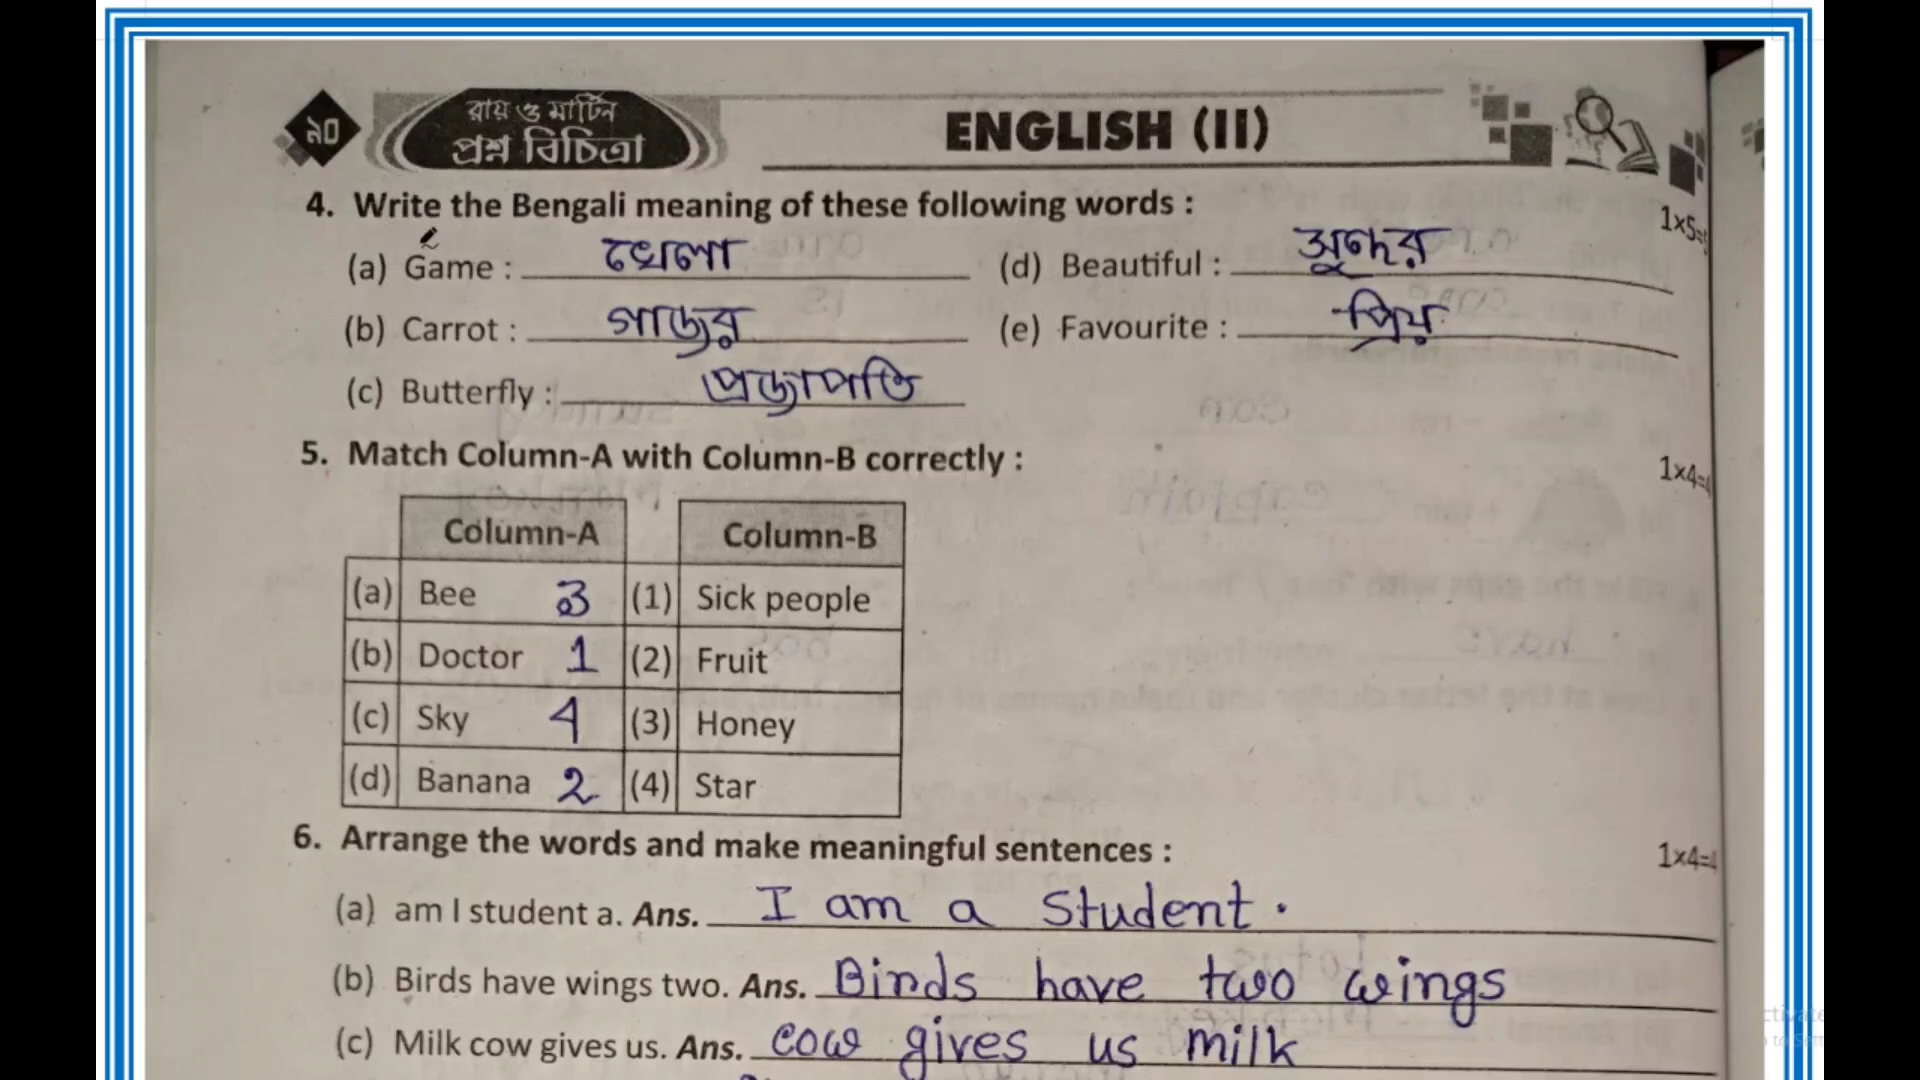 ৯০
রায় ও মার্টিন
প্রশ্ন বিচিত্রা
ENGLISH (II)
4. Write the Bengali meaning of these following words :
1x5=
(a) Game : খেলা (d) Beautiful : সুন্দর
(b) Carrot : গাজর (e) Favourite : প্রিয়
(c) Butterfly : প্রজাপতি
5. Match Column-A with Column-B correctly :
1x4=4
Column-A Column-B
(a) Bee 3 (1) Sick people
(b) Doctor 1 (2) Fruit
(c) Sky 4 (3) Honey
(d) Banana 2 (4) Star
6. Arrange the words and make meaningful sentences :
1x4=4
(a) am I student a. Ans. I am a student.
(b) Birds have wings two. Ans. Birds have two wings
(c) Milk cow gives us. Ans. cow gives us milk